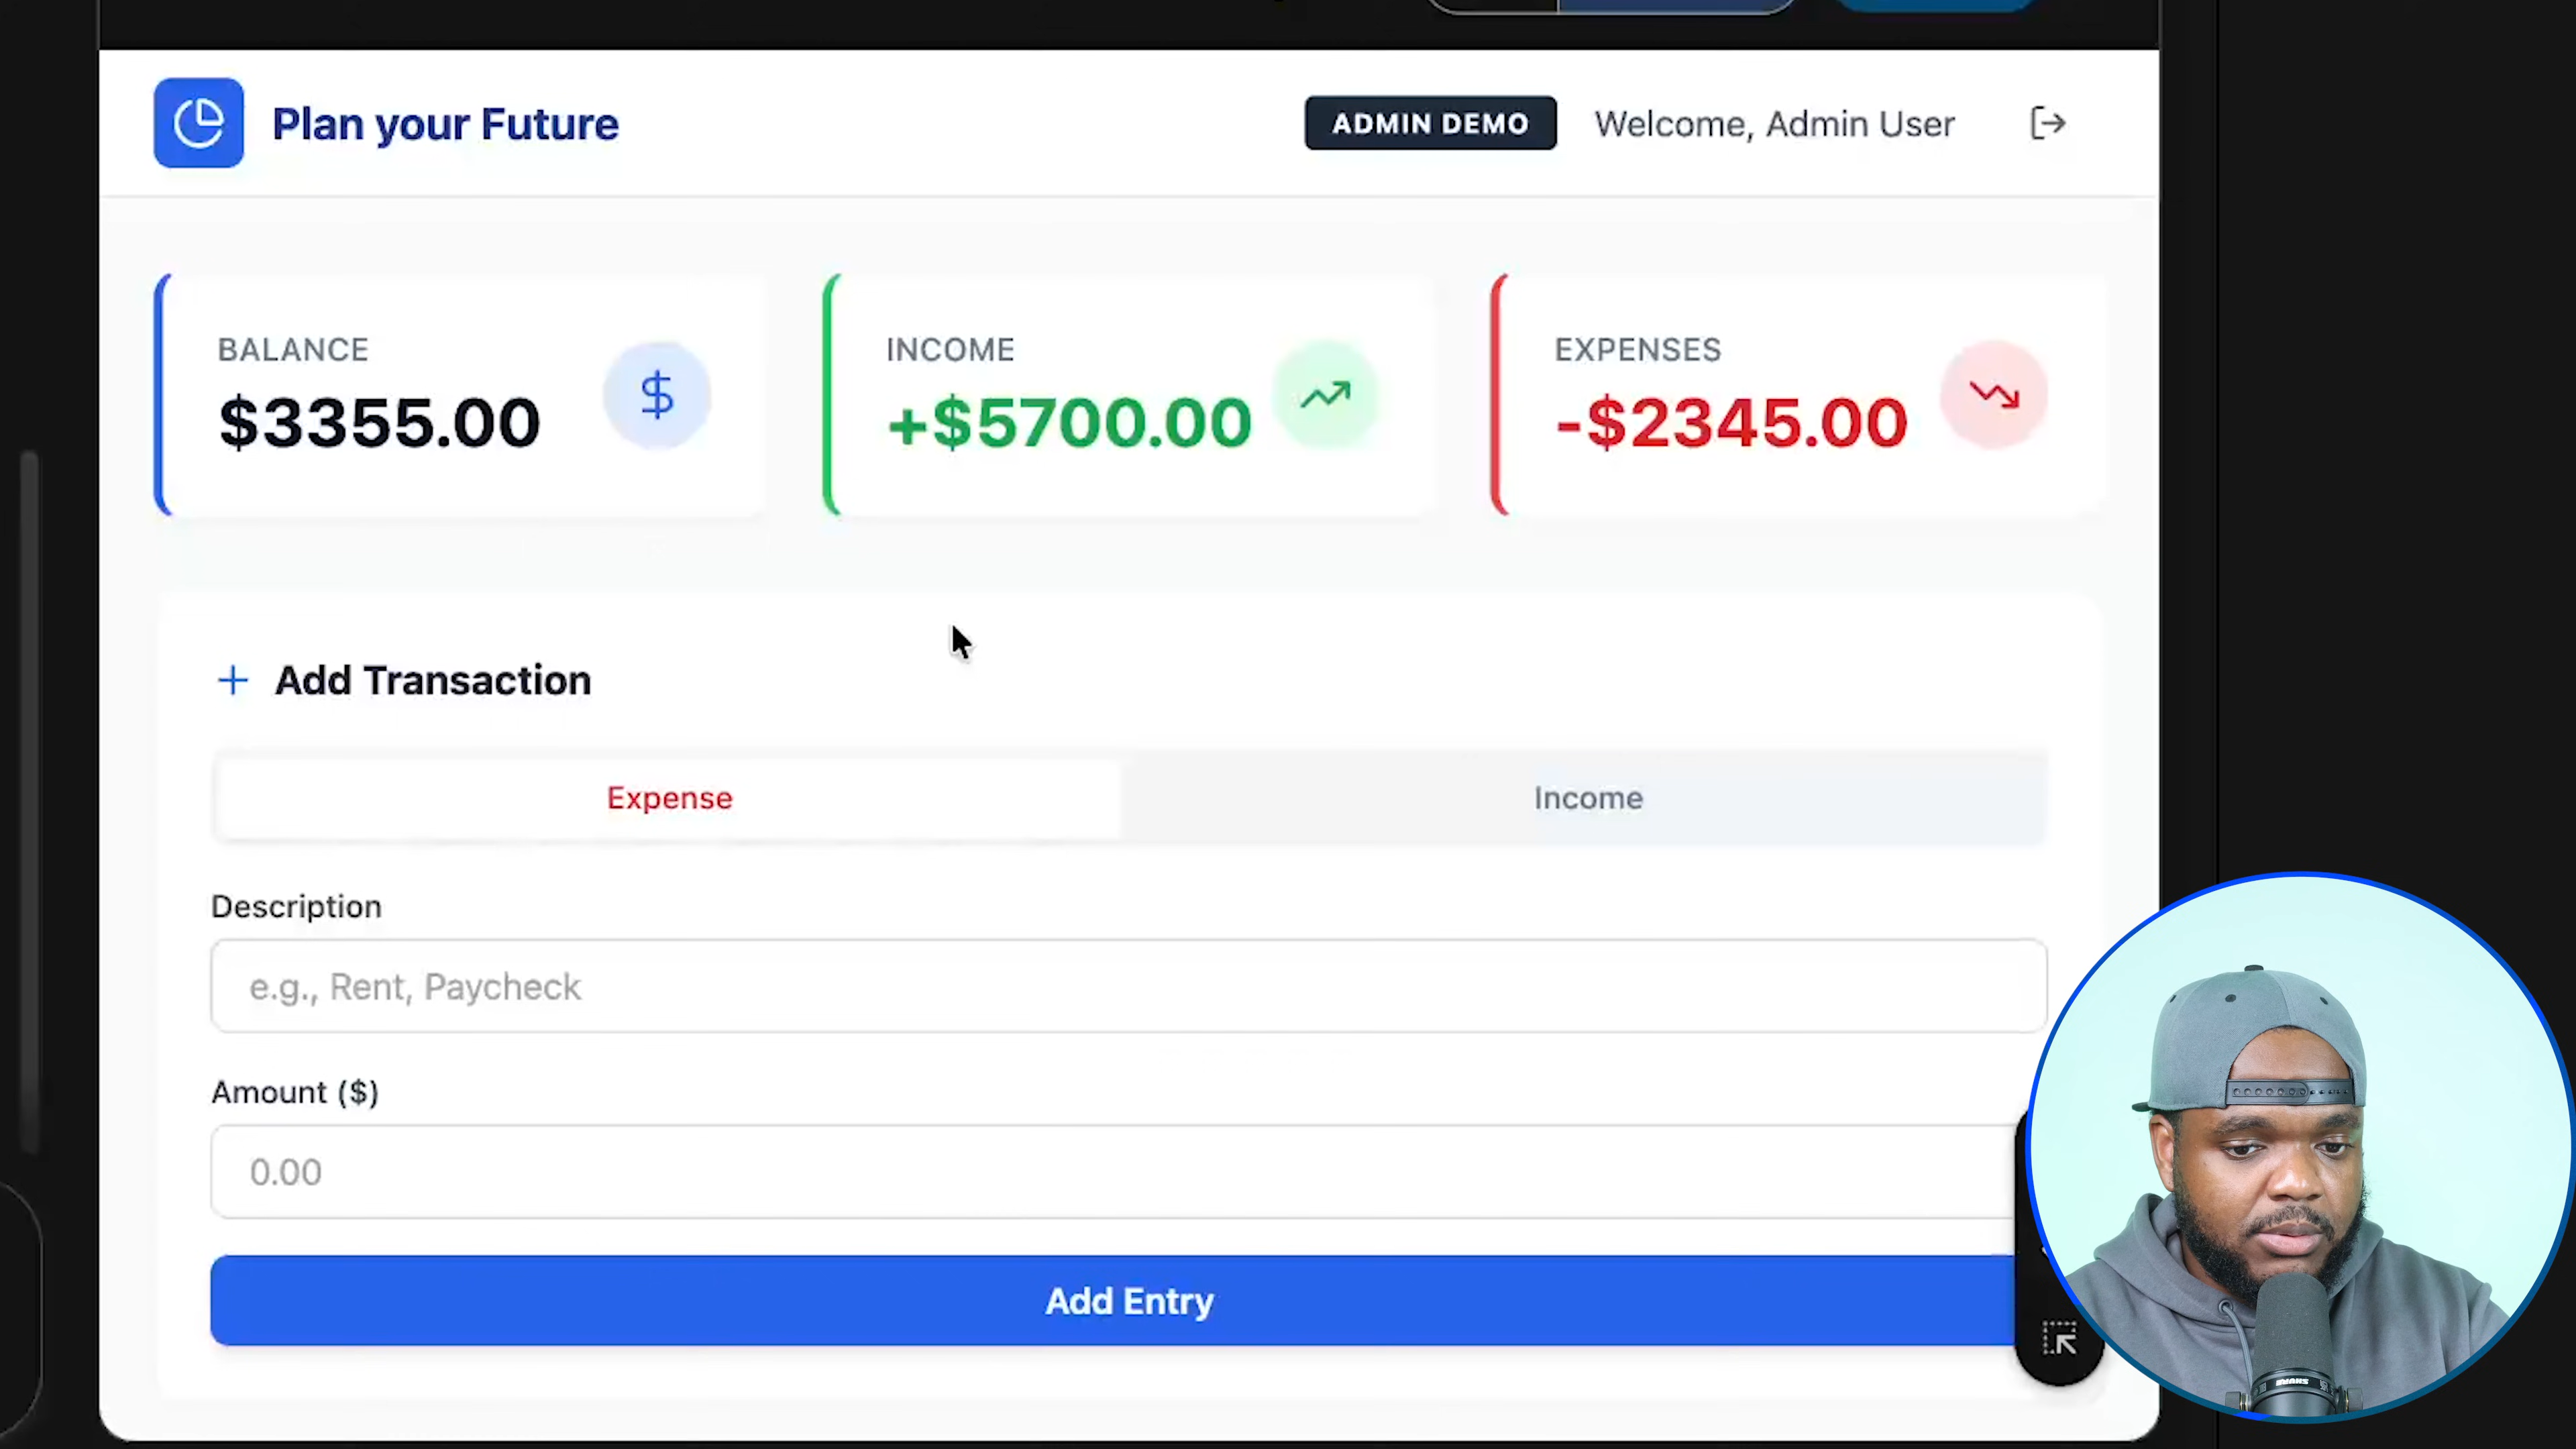 Plan your Future
ADMIN DEMO
Welcome, Admin User
BALANCE
$3355.00
INCOME
+$5700.00
EXPENSES
-$2345.00
Add Transaction
Expense
Income
Description
e.g., Rent, Paycheck
Amount ($)
0.00
Add Entry